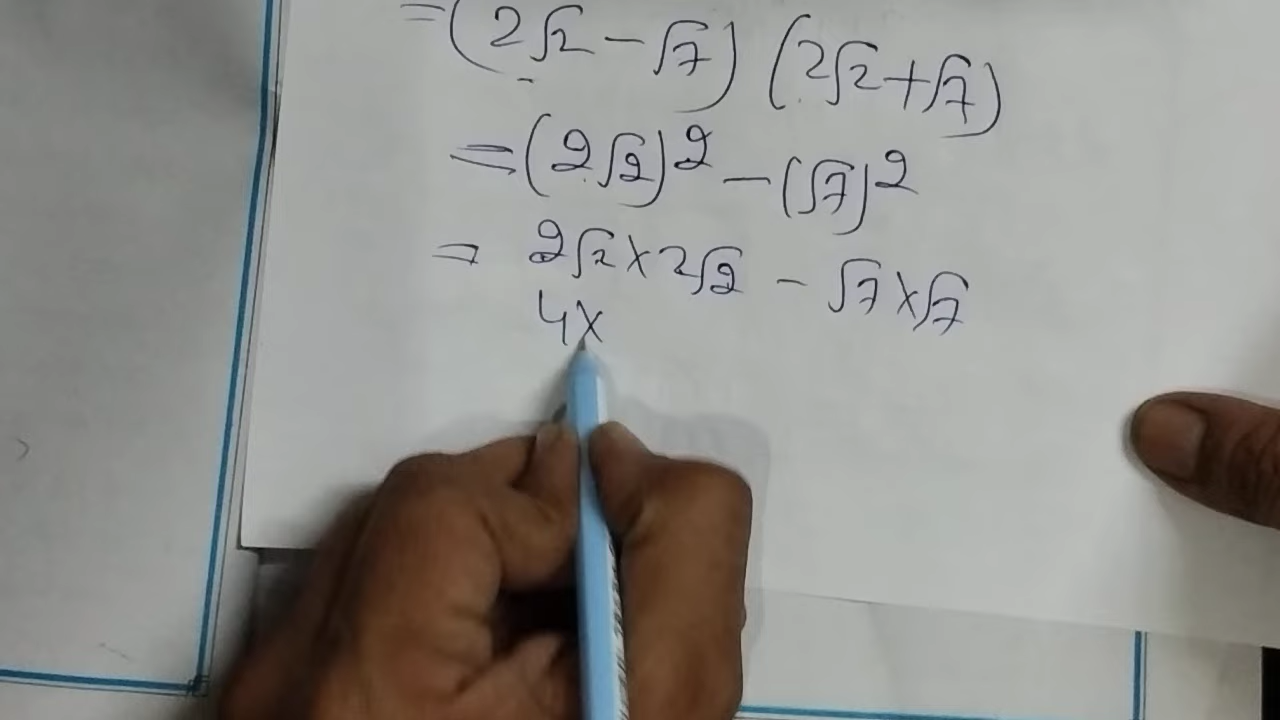 =(2√2-√7)(2√2+√7)
=(2√2)²-(√7)²
= 2√2×2√2 - √7×√7
4×